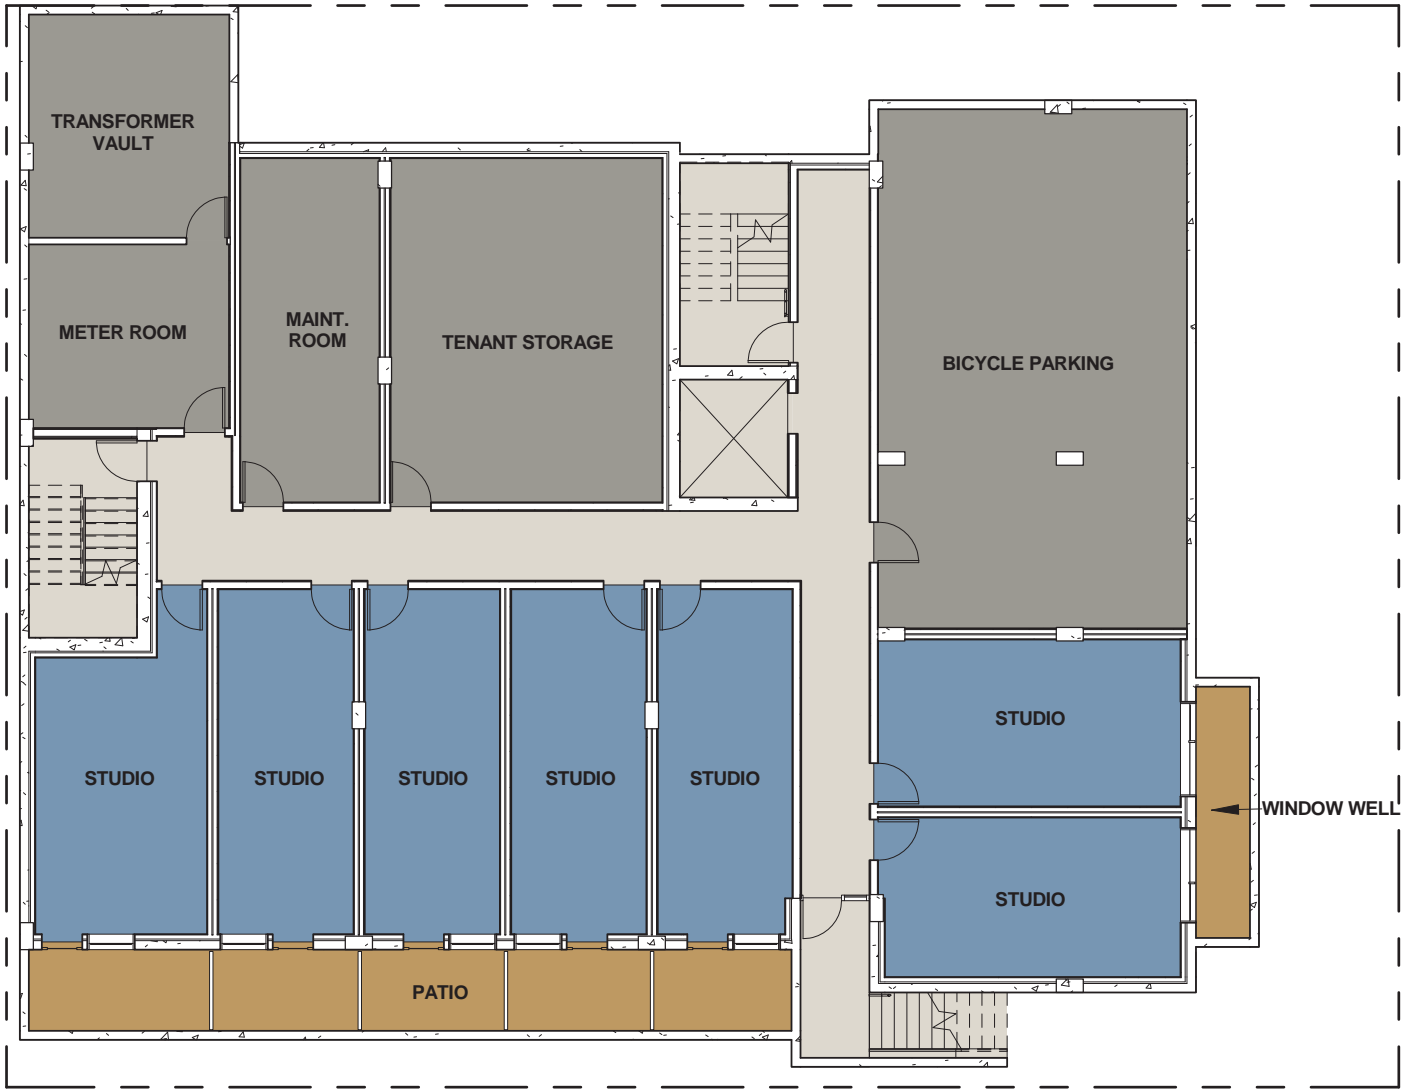 TRANSFORMER
VAULT
METER ROOM
MAINT.
ROOM
TENANT STORAGE
BICYCLE PARKING
STUDIO
STUDIO
STUDIO
STUDIO
STUDIO
STUDIO
WINDOW WELL
STUDIO
PATIO